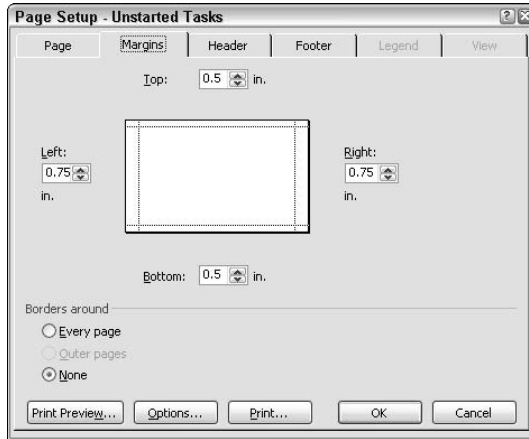 Page Setup - Unstarted Tasks
Page Margins Header Footer Legend View
Top: 0.5 in.
Left:
0.75
in.
Right:
0.75
in.
Bottom: 0.5 in.
Borders around
Every page
Outer pages
None
Print Preview... Options... Print... OK Cancel